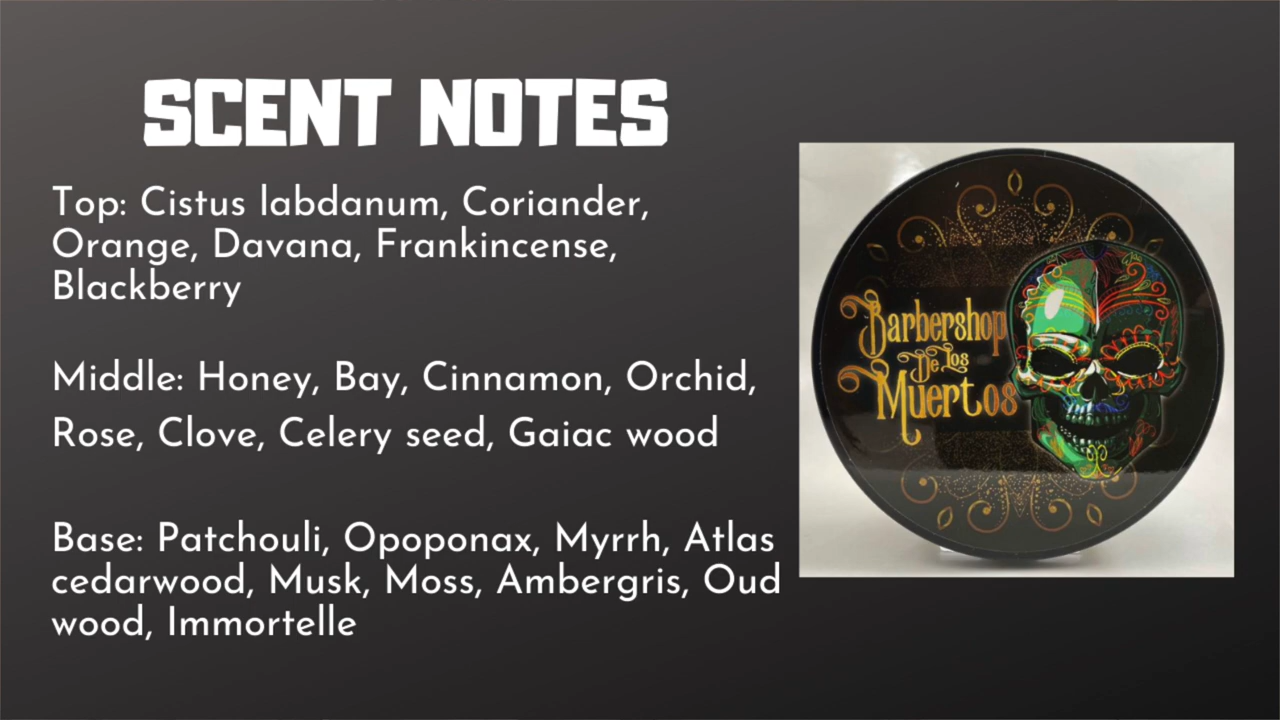 SCENT NOTES
Top: Cistus labdanum, Coriander,
Orange, Davana, Frankincense,
Blackberry
Middle: Honey, Bay, Cinnamon, Orchid,
Rose, Clove, Celery seed, Gaiac wood
Base: Patchouli, Opoponax, Myrrh, Atlas
cedarwood, Musk, Moss, Ambergris, Oud
wood, Immortelle
Barbershop
De Los
Muertos